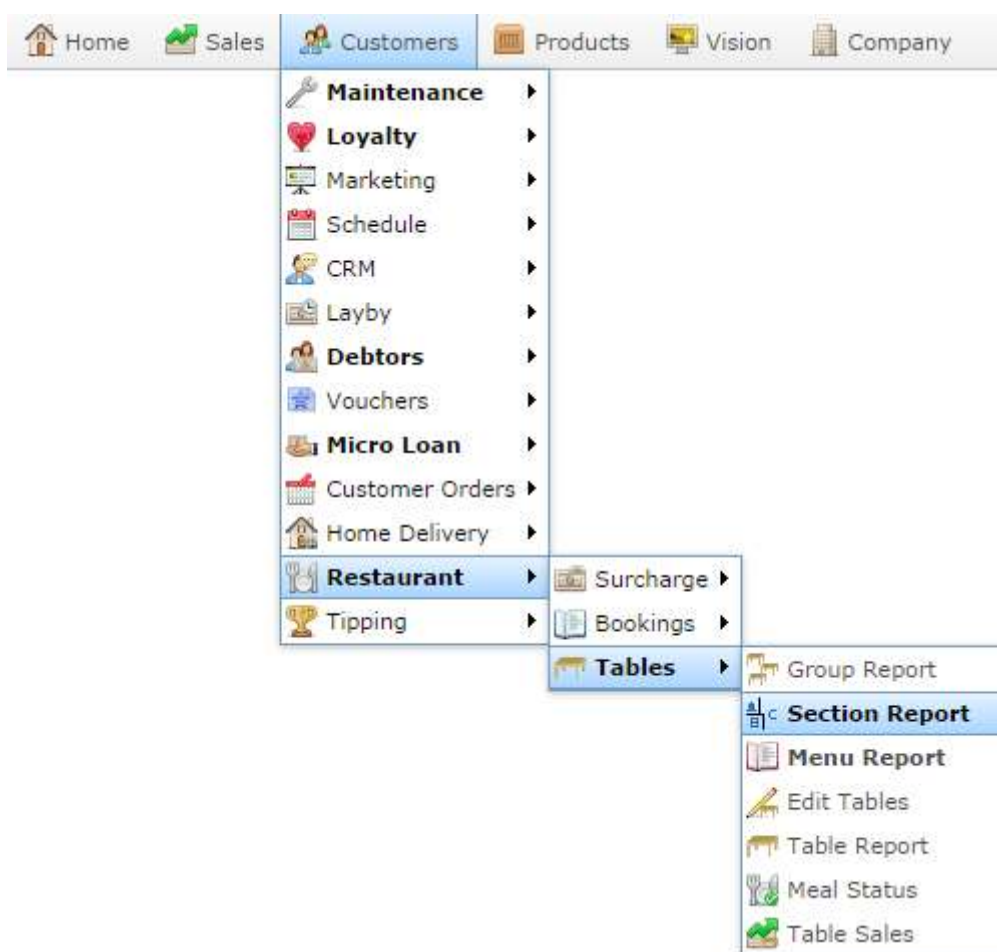 Home Sales Customers Products Vision Company
Maintenance
Loyalty
Marketing
Schedule
CRM
Layby
Debtors
Vouchers
Micro Loan
Customer Orders
Home Delivery
Restaurant
Tipping
Surcharge
Bookings
Tables
Group Report
Section Report
Menu Report
Edit Tables
Table Report
Meal Status
Table Sales